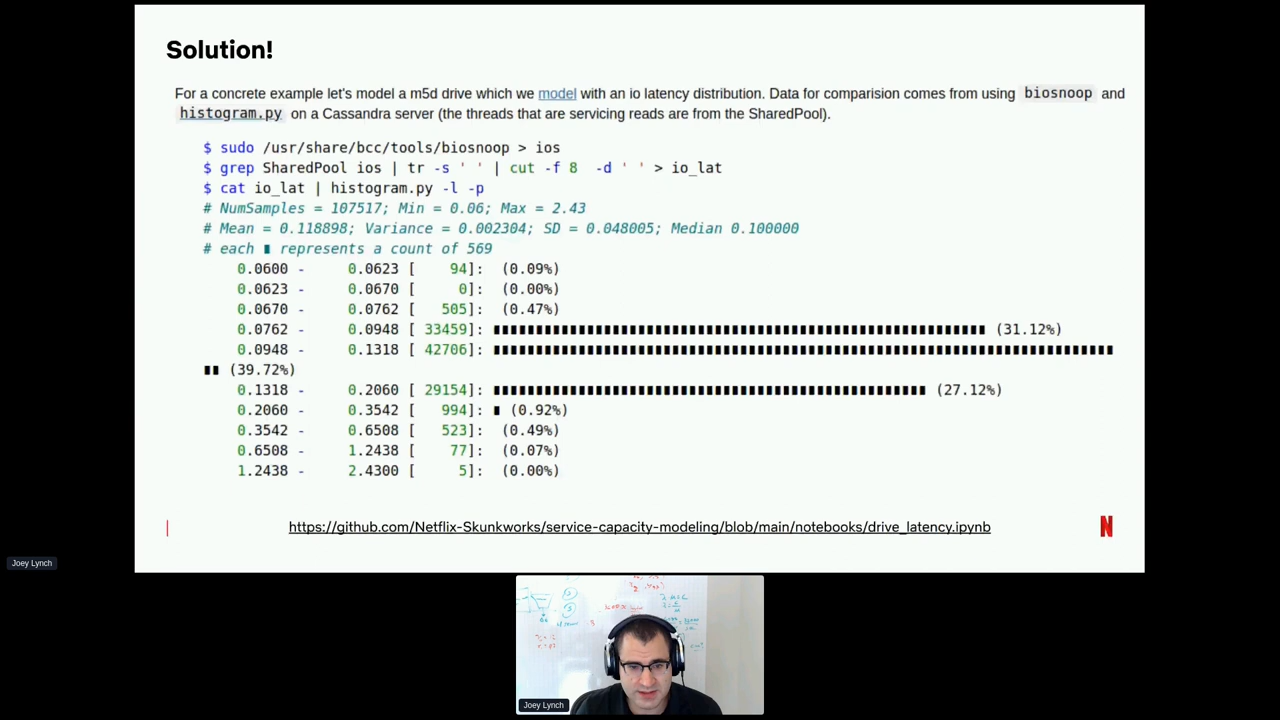 Solution!
For a concrete example let's model a m5d drive which we model with an io latency distribution. Data for comparision comes from using biosnoop and
histogram.py on a Cassandra server (the threads that are servicing reads are from the SharedPool).
$ sudo /usr/share/bcc/tools/biosnoop > ios
$ grep SharedPool ios | tr -s ' ' | cut -f 8 -d ' ' > io_lat
$ cat io_lat | histogram.py -l -p
# NumSamples = 107517; Min = 0.06; Max = 2.43
# Mean = 0.118898; Variance = 0.002304; SD = 0.048005; Median 0.100000
# each ∎ represents a count of 569
0.0600 - 0.0623 [ 94]: (0.09%)
0.0623 - 0.0670 [ 0]: (0.00%)
0.0670 - 0.0762 [ 505]: (0.47%)
0.0762 - 0.0948 [ 33459]: (31.12%)
0.0948 - 0.1318 [ 42706]:
(39.72%)
0.1318 - 0.2060 [ 29154]: (27.12%)
0.2060 - 0.3542 [ 994]: ∎ (0.92%)
0.3542 - 0.6508 [ 523]: (0.49%)
0.6508 - 1.2438 [ 77]: (0.07%)
1.2438 - 2.4300 [ 5]: (0.00%)
https://github.com/Netflix-Skunkworks/service-capacity-modeling/blob/main/notebooks/drive_latency.ipynb
N
Joey Lynch
Joey Lynch